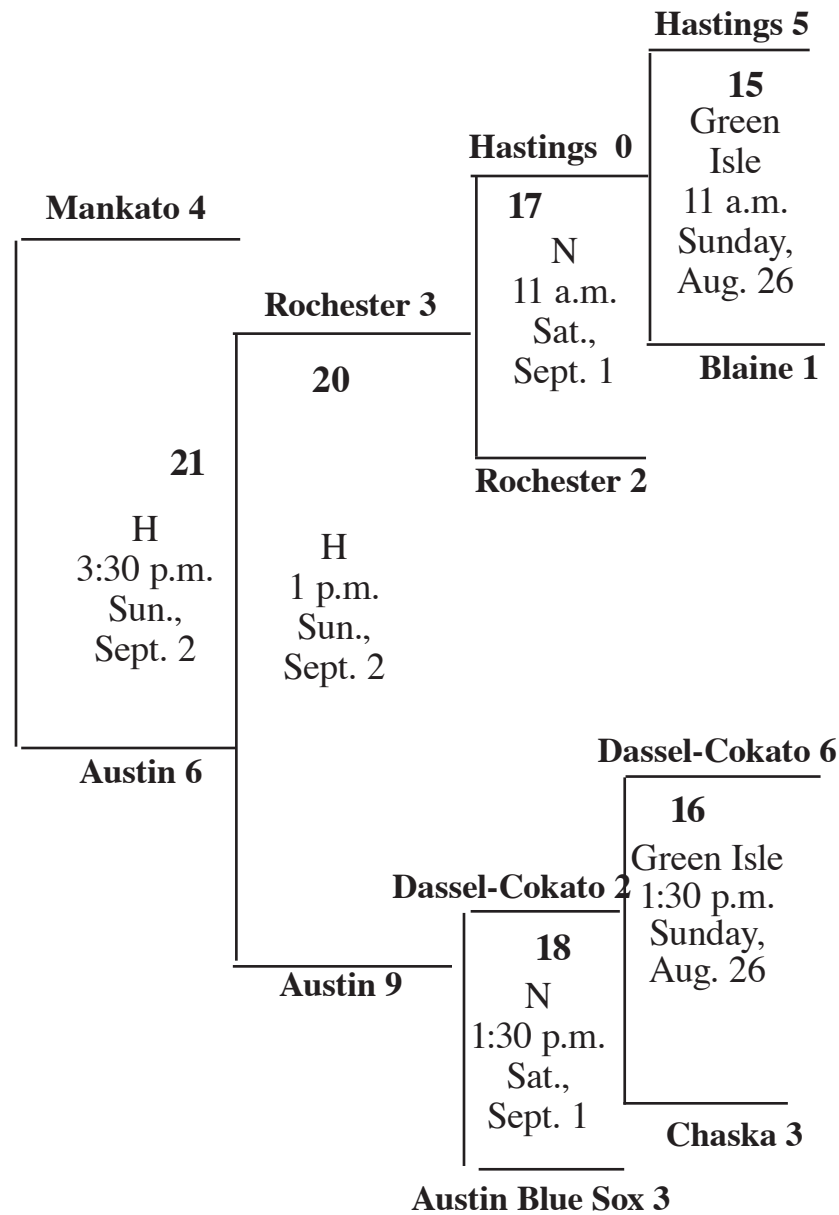 Hastings 5
15
Green
Isle
11 a.m.
Sunday,
Aug. 26
Blaine 1
Hastings  0
17
N
11 a.m.
Sat.,
Sept. 1
Rochester 2
Mankato 4
Rochester 3
20
H
1 p.m.
Sun.,
Sept. 2
21
H
3:30 p.m.
Sun.,
Sept. 2
Austin 6
Dassel-Cokato 6
16
Green Isle
1:30 p.m.
Sunday,
Aug. 26
Chaska 3
Dassel-Cokato 2
18
N
1:30 p.m.
Sat.,
Sept. 1
Austin Blue Sox 3
Austin 9